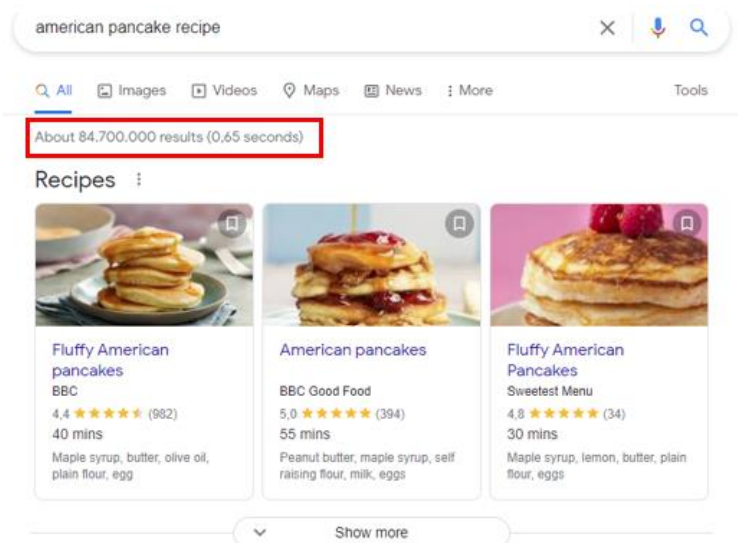 american pancake recipe
All Images Videos Maps News More Tools
About 84.700.000 results (0,65 seconds)
Recipes
Fluffy American
pancakes
BBC
4,4 (982)
40 mins
Maple syrup, butter, olive oil,
plain flour, egg
American pancakes
BBC Good Food
5,0 (394)
55 mins
Peanut butter, maple syrup, self
raising flour, milk, eggs
Fluffy American
Pancakes
Sweetest Menu
4,8 (34)
30 mins
Maple syrup, lemon, butter, plain
flour, eggs
Show more